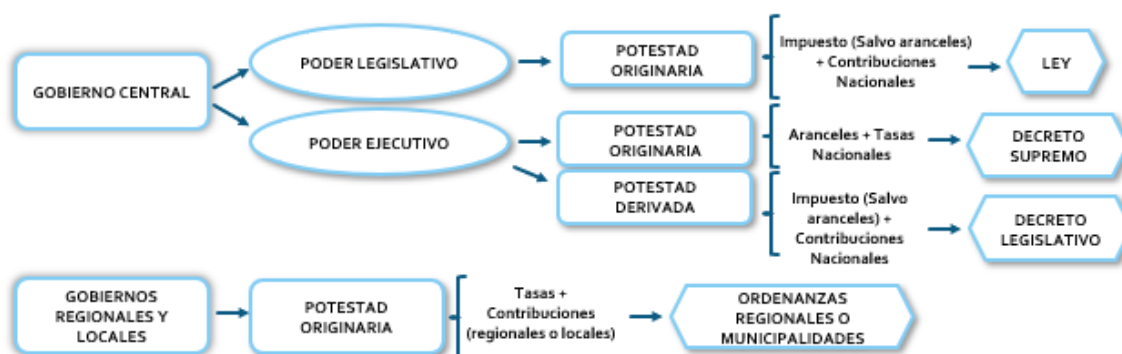 GOBIERNO CENTRAL
PODER LEGISLATIVO
POTESTAD
ORIGINARIA
Impuesto (Salvo aranceles)
+ Contribuciones
Nacionales
LEY
PODER EJECUTIVO
POTESTAD
ORIGINARIA
Aranceles + Tasas
Nacionales
DECRETO
SUPREMO
POTESTAD
DERIVADA
Impuesto (Salvo
aranceles) +
Contribuciones
Nacionales
DECRETO
LEGISLATIVO
GOBIERNOS
REGIONALES Y
LOCALES
POTESTAD
ORIGINARIA
Tasas +
Contribuciones
(regionales o locales)
ORDENANZAS
REGIONALES O
MUNICIPALIDADES